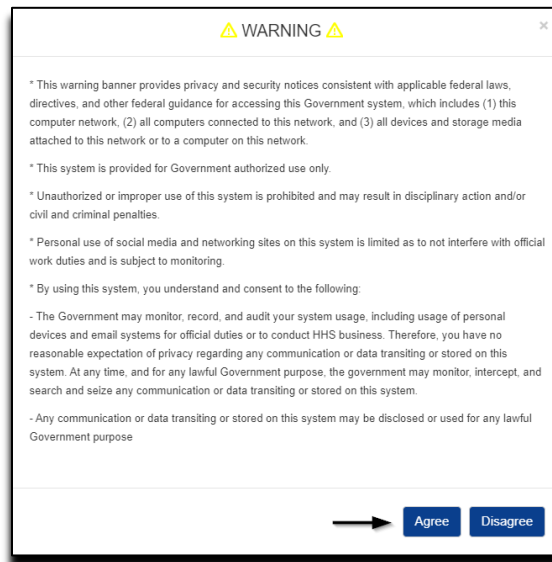 ⚠ WARNING ⚠
×
* This warning banner provides privacy and security notices consistent with applicable federal laws,
directives, and other federal guidance for accessing this Government system, which includes (1) this
computer network, (2) all computers connected to this network, and (3) all devices and storage media
attached to this network or to a computer on this network.
* This system is provided for Government authorized use only.
* Unauthorized or improper use of this system is prohibited and may result in disciplinary action and/or
civil and criminal penalties.
* Personal use of social media and networking sites on this system is limited as to not interfere with official
work duties and is subject to monitoring.
* By using this system, you understand and consent to the following:
- The Government may monitor, record, and audit your system usage, including usage of personal
devices and email systems for official duties or to conduct HHS business. Therefore, you have no
reasonable expectation of privacy regarding any communication or data transiting or stored on this
system. At any time, and for any lawful Government purpose, the government may monitor, intercept, and
search and seize any communication or data transiting or stored on this system.
- Any communication or data transiting or stored on this system may be disclosed or used for any lawful
Government purpose
Agree Disagree